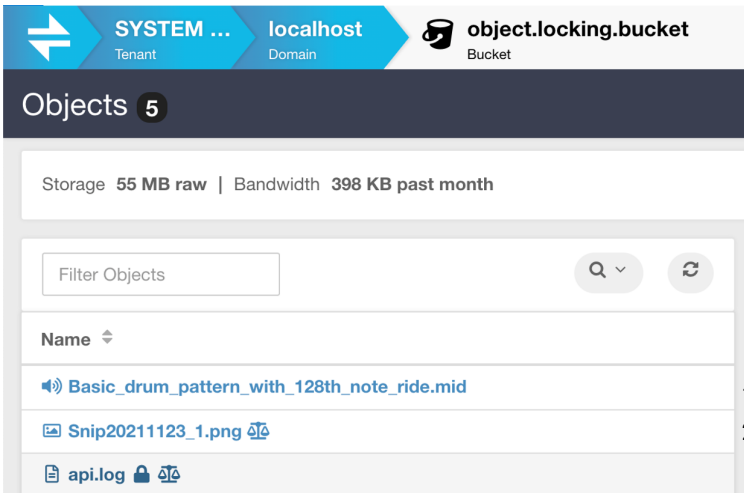 SYSTEM ... localhost object.locking.bucket
Tenant Domain Bucket
Objects 5
Storage 55 MB raw | Bandwidth 398 KB past month
Filter Objects
Name
Basic_drum_pattern_with_128th_note_ride.mid
Snip20211123_1.png
api.log